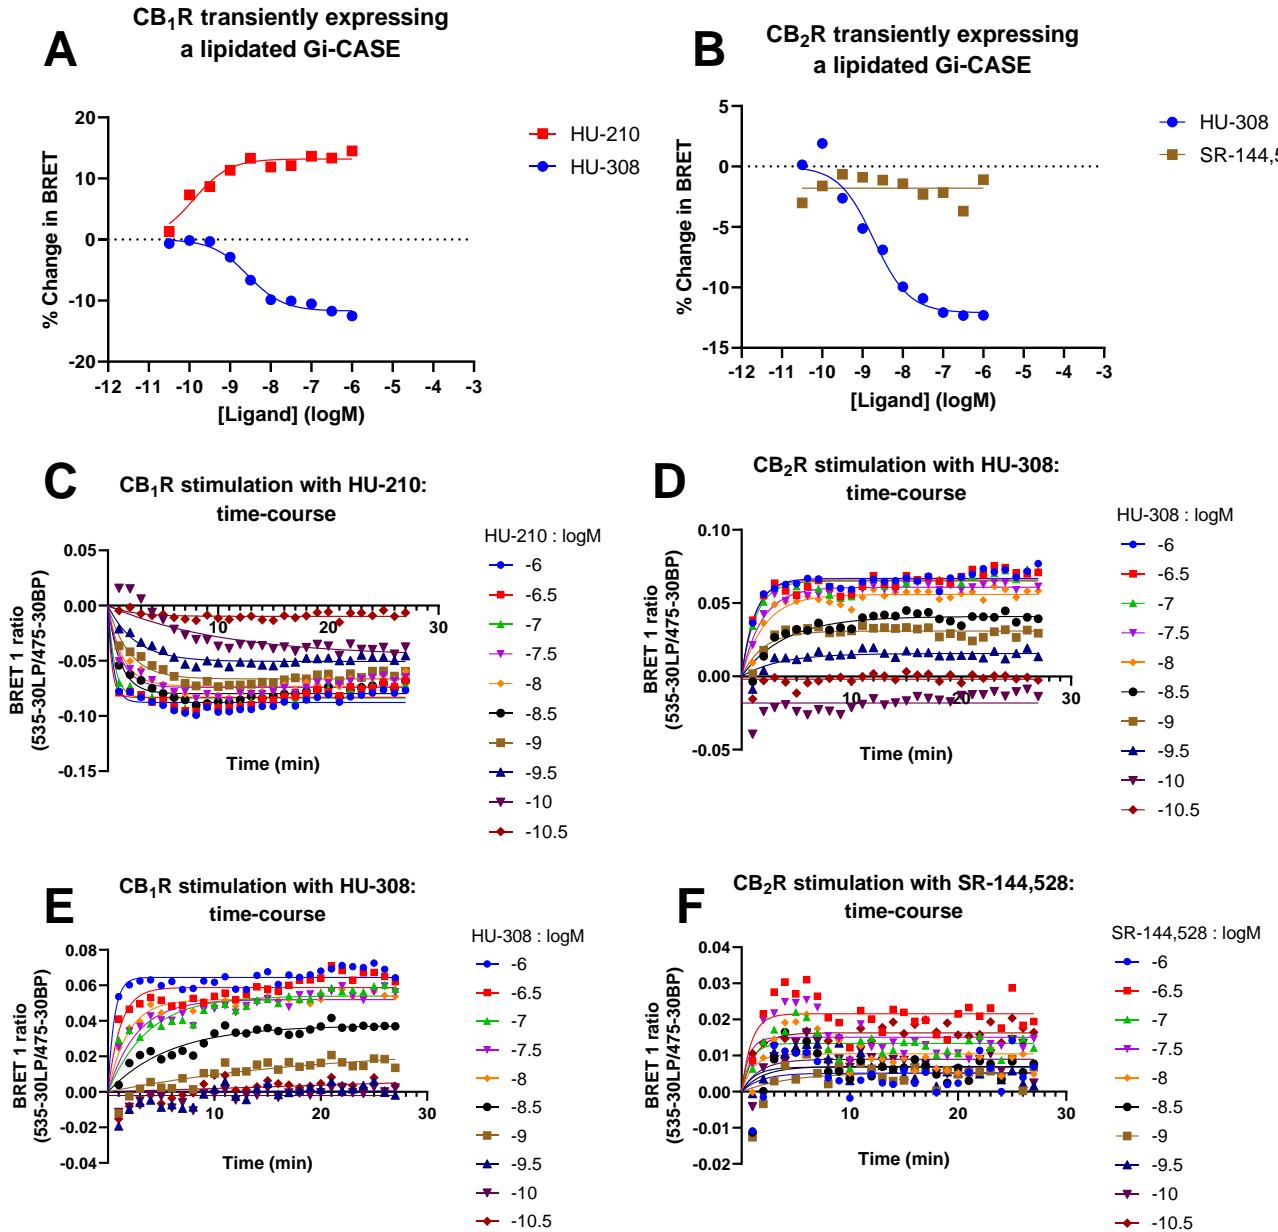 A
CB1R transiently expressing
a lipidated Gi-CASE
% Change in BRET
20
10
0
-10
-20
-12 -11 -10 -9 -8 -7 -6 -5 -4 -3
[Ligand] (logM)
HU-210
HU-308
B
CB2R transiently expressing
a lipidated Gi-CASE
% Change in BRET
5
0
-5
-10
-15
-12 -11 -10 -9 -8 -7 -6 -5 -4 -3
[Ligand] (logM)
HU-308
SR-144,5
C
CB1R stimulation with HU-210:
time-course
BRET 1 ratio
(535-30LP/475-30BP)
0.05
0.00
-0.05
-0.10
-0.15
10 20 30
Time (min)
HU-210 : logM
-6
-6.5
-7
-7.5
-8
-8.5
-9
-9.5
-10
-10.5
D
CB2R stimulation with HU-308:
time-course
BRET 1 ratio
(535-30LP/475-30BP)
0.10
0.05
0.00
-0.05
10 20 30
Time (min)
HU-308 : logM
-6
-6.5
-7
-7.5
-8
-8.5
-9
-9.5
-10
-10.5
E
CB1R stimulation with HU-308:
time-course
BRET 1 ratio
(535-30LP/475-30BP)
0.08
0.06
0.04
0.02
0.00
-0.02
-0.04
10 20 30
Time (min)
HU-308 : logM
-6
-6.5
-7
-7.5
-8
-8.5
-9
-9.5
-10
-10.5
F
CB2R stimulation with SR-144,528:
time-course
BRET 1 ratio
(535-30LP/475-30BP)
0.04
0.03
0.02
0.01
0.00
-0.01
-0.02
10 20 30
Time (min)
SR-144,528 : logM
-6
-6.5
-7
-7.5
-8
-8.5
-9
-9.5
-10
-10.5